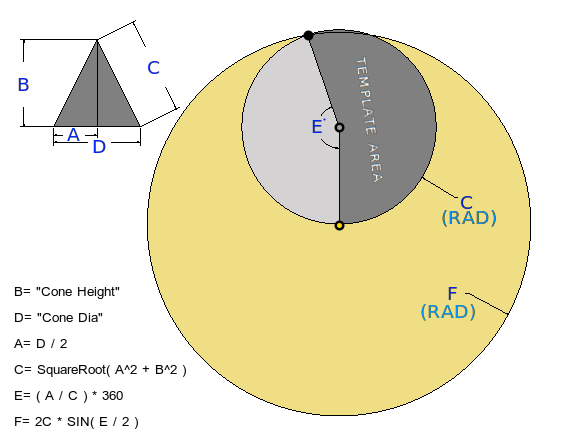 B
C
A
D
TEMPLATE AREA
E°
C
(RAD)
F
(RAD)
B= "Cone Height"
D= "Cone Dia"
A= D / 2
C= SquareRoot( A^2 + B^2 )
E= ( A / C ) * 360
F= 2C * SIN( E / 2 )